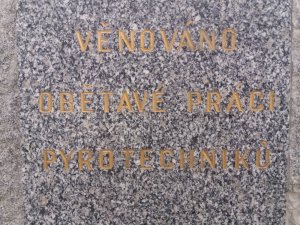 VĚNOVÁNO
OBĚTAVÉ PRÁCI
PYROTECHNIKŮ